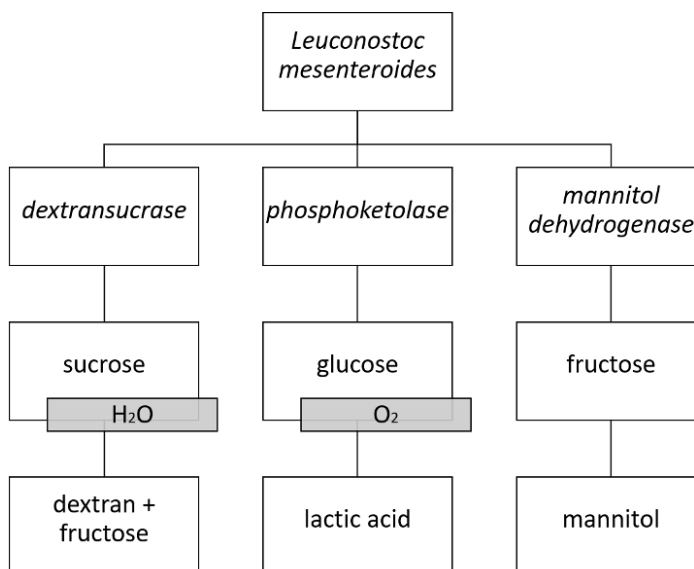 Leuconostoc
mesenteroides
dextransucrase
phosphoketolase
mannitol
dehydrogenase
sucrose
glucose
fructose
H₂O
O₂
dextran +
fructose
lactic acid
mannitol